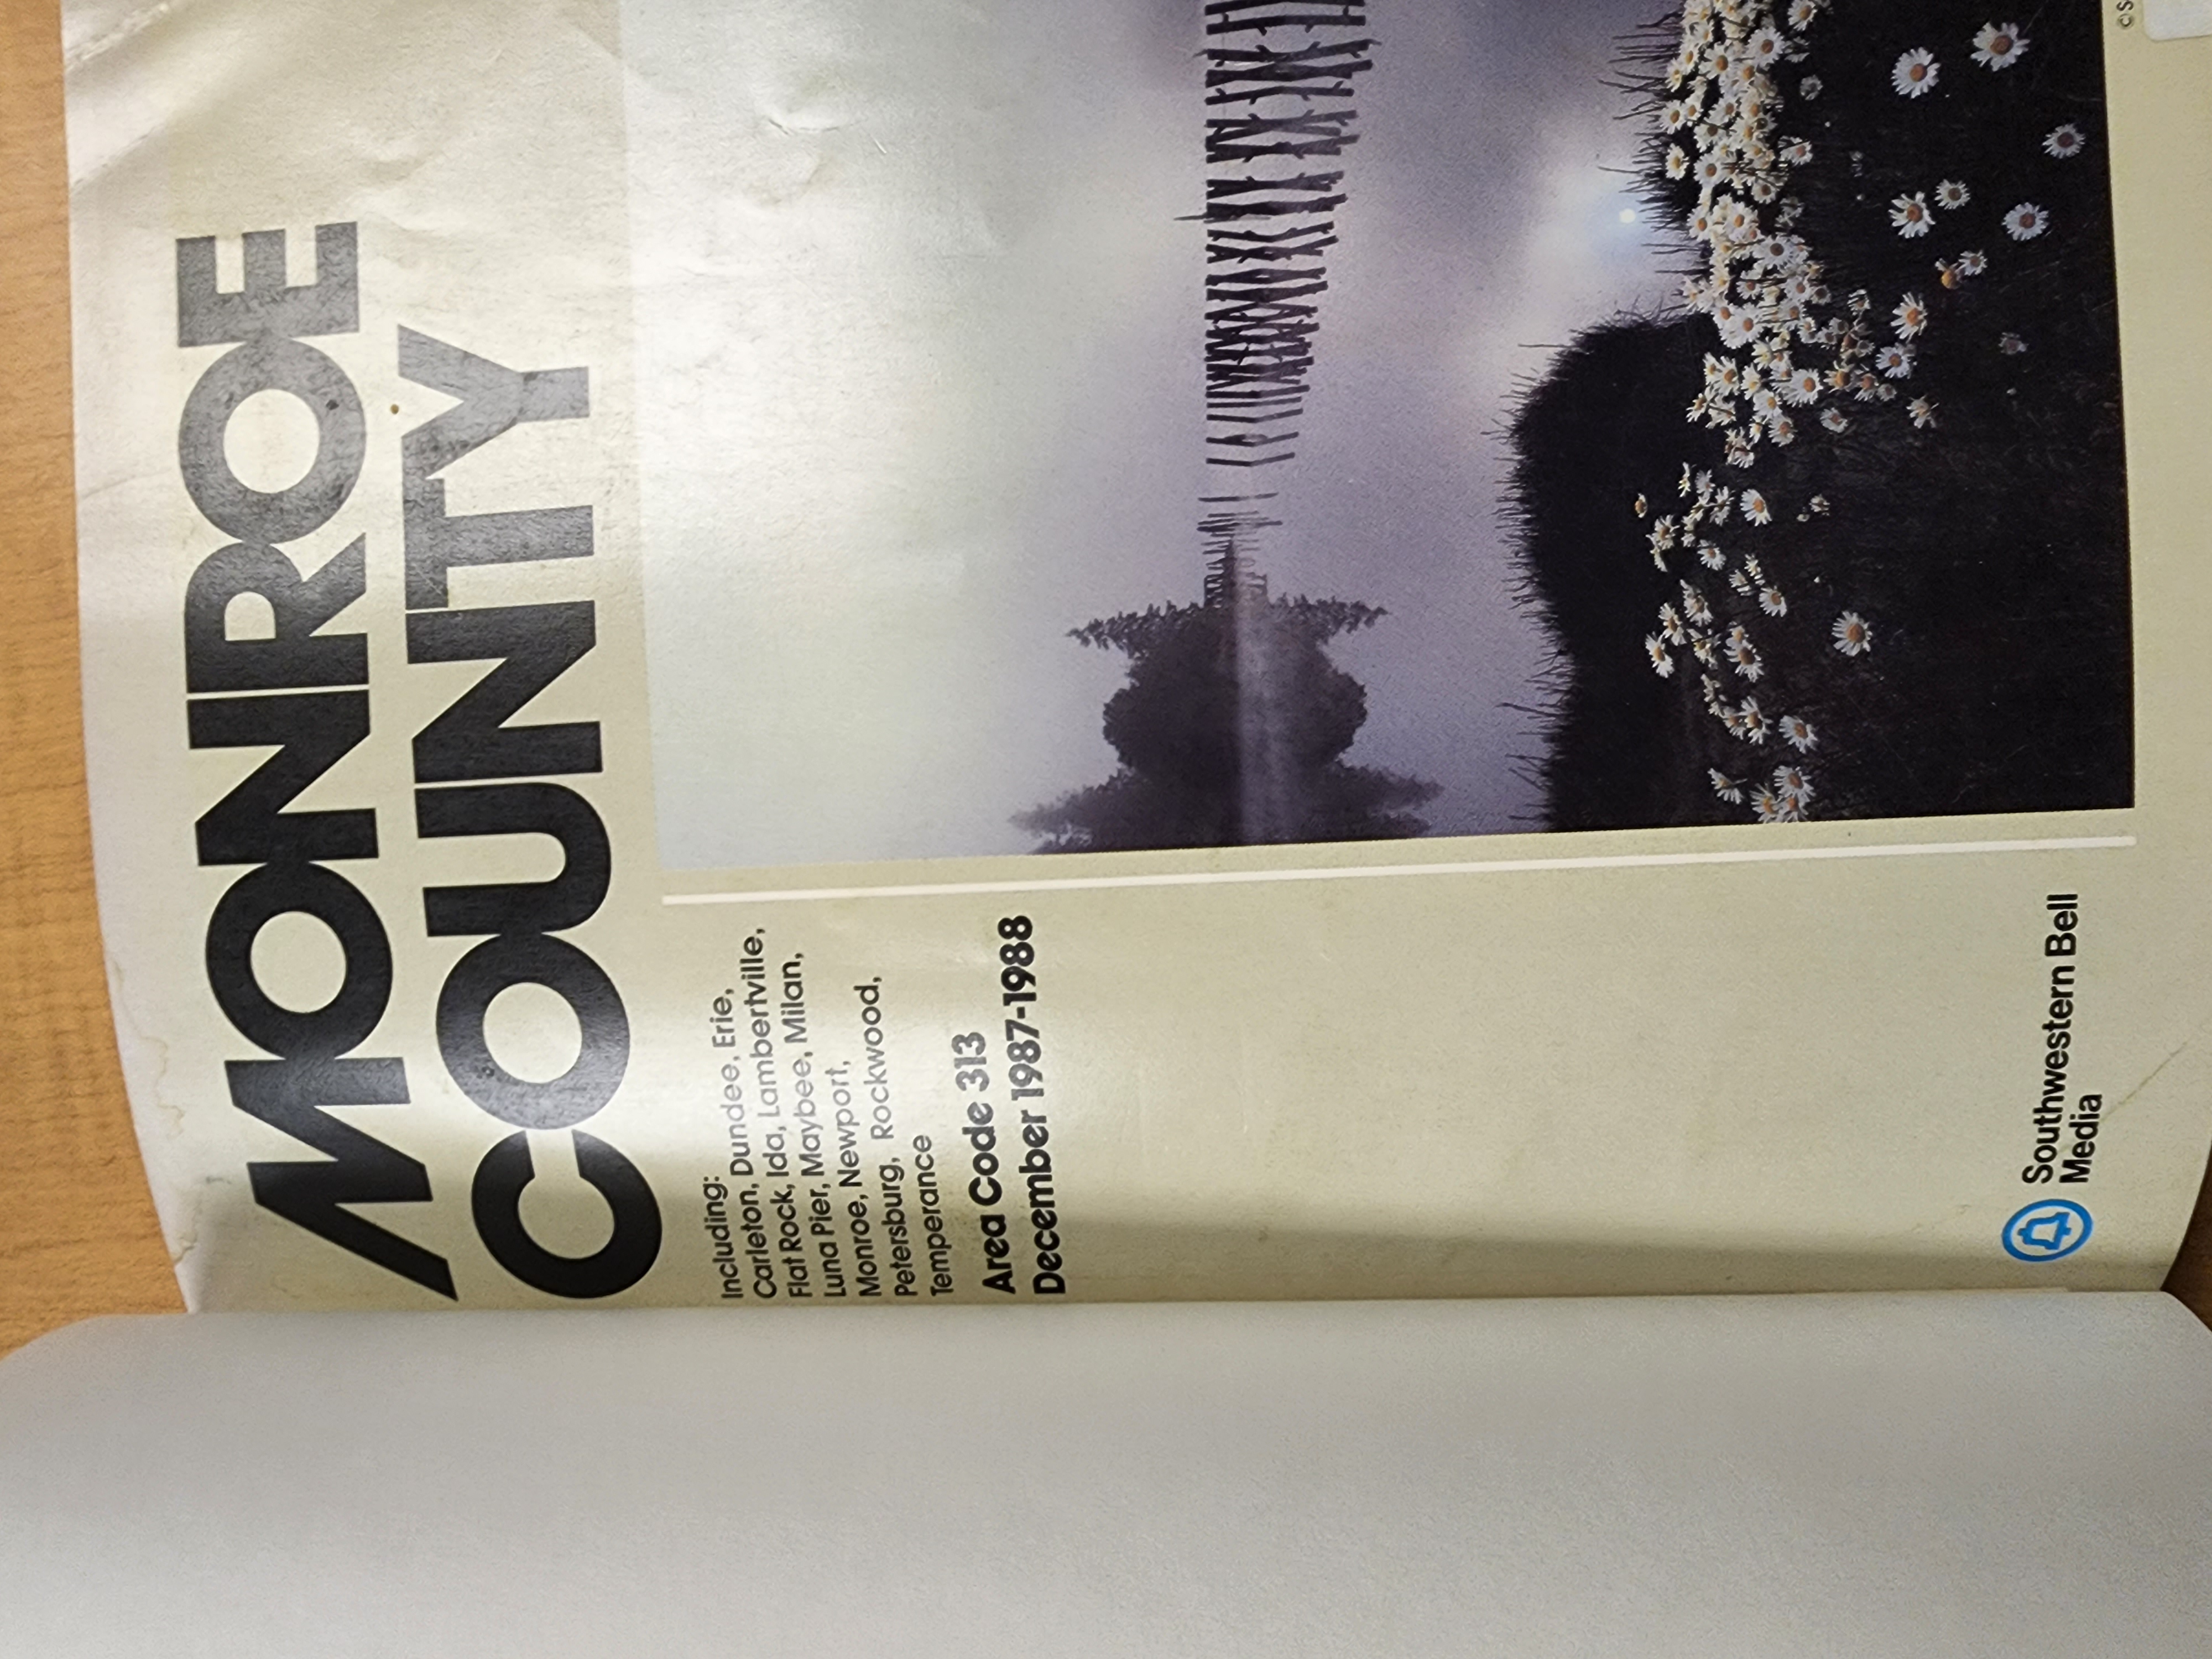 MONROE
COUNTY
Including:
Carleton, Dundee, Erie,
Flat Rock, Ida, Lambertville,
Luna Pier, Maybee, Milan,
Monroe, Newport,
Petersburg, Rockwood,
Temperance
Area Code 313
December 1987-1988
Southwestern Bell
Media